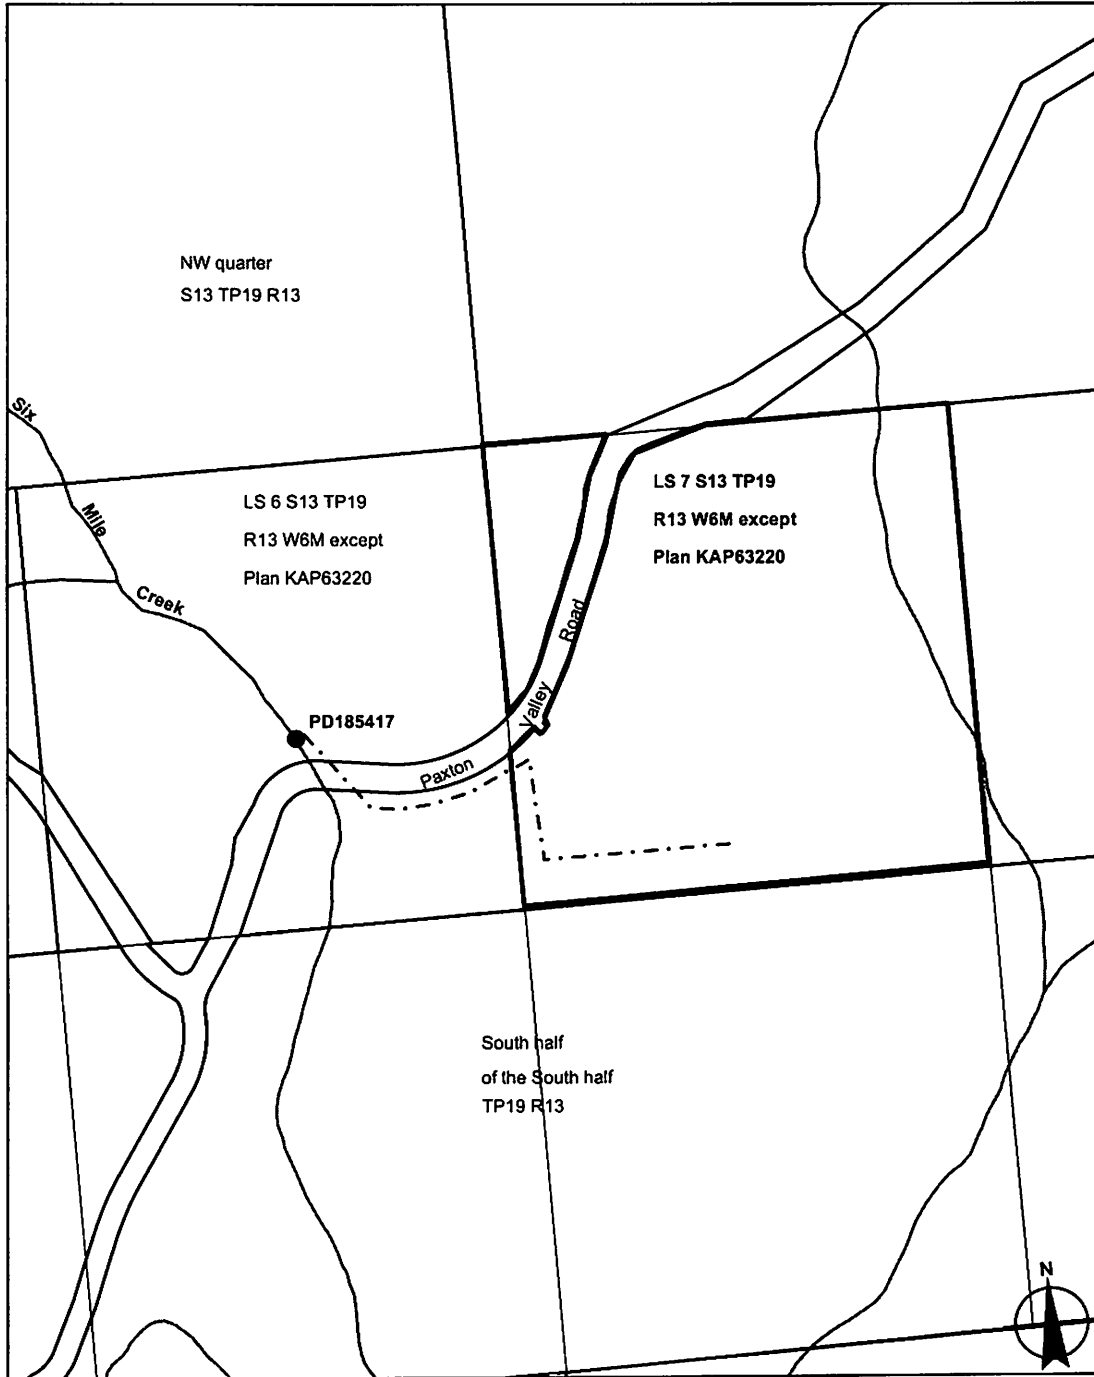 NW quarter
S13 TP19 R13
Six
Mile
Creek
LS 6 S13 TP19
R13 W6M except
Plan KAP63220
LS 7 S13 TP19
R13 W6M except
Plan KAP63220
PD185417
Paxton
Valley
Road
South half
of the South half
TP19 R13
N